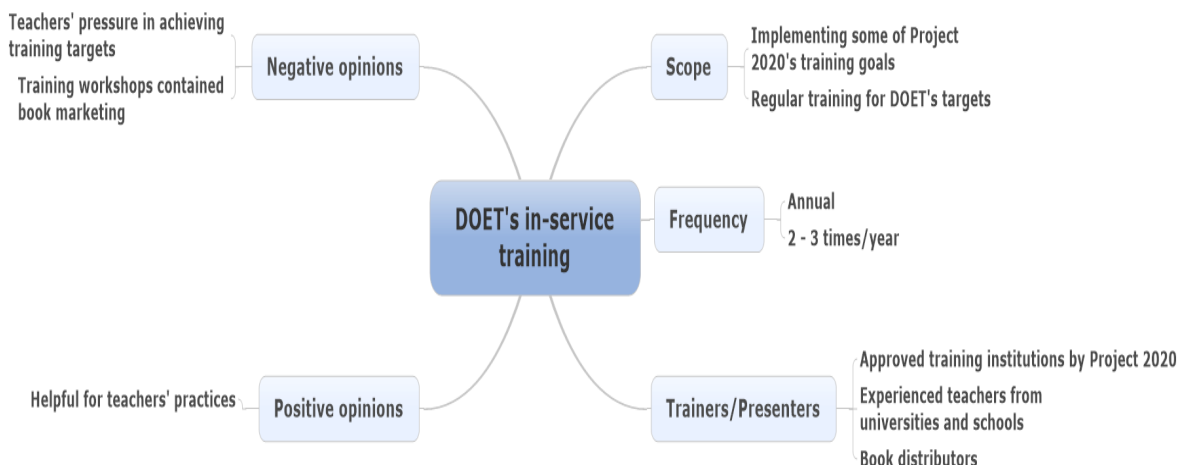 Teachers' pressure in achieving
training targets
Training workshops contained
book marketing
Negative opinions
Scope
Implementing some of Project
2020's training goals
Regular training for DOET's targets
DOET's in-service
training
Frequency
Annual
2 - 3 times/year
Helpful for teachers' practices
Positive opinions
Trainers/Presenters
Approved training institutions by Project 2020
Experienced teachers from
universities and schools
Book distributors